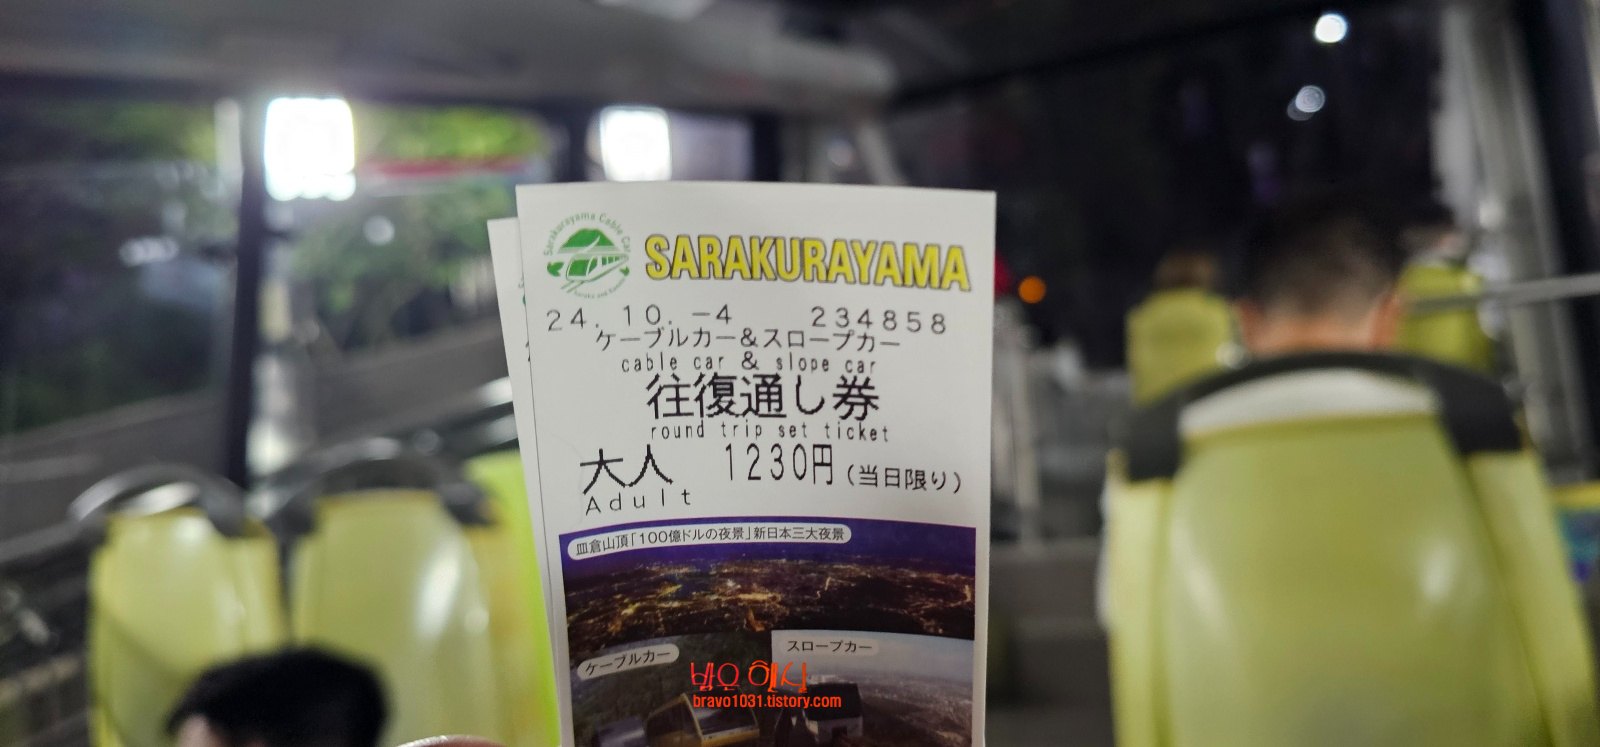 Sarakurayama Cable Car
SARAKURAYAMA
24. 10. -4 234858
ケーブルカー&スロープカー
cable car & slope car
往復通し券
round trip set ticket
大人 1230円(当日限り)
Adult
皿倉山頂「100億ドルの夜景」新日本三大夜景
ケーブルカー
スロープカー
밝은 햇살
bravo1031.tistory.com